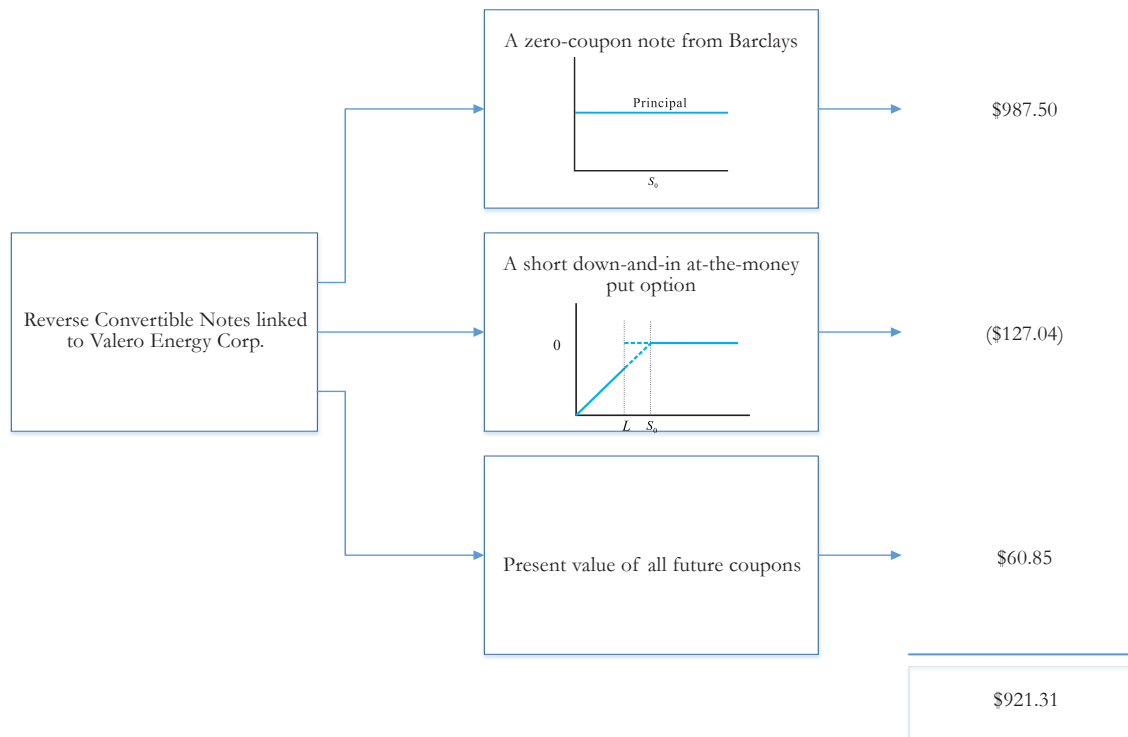 A zero-coupon note from Barclays
Principal
S₀
$987.50
Reverse Convertible Notes linked
to Valero Energy Corp.
A short down-and-in at-the-money
put option
0
L S₀
($127.04)
Present value of all future coupons
$60.85
$921.31